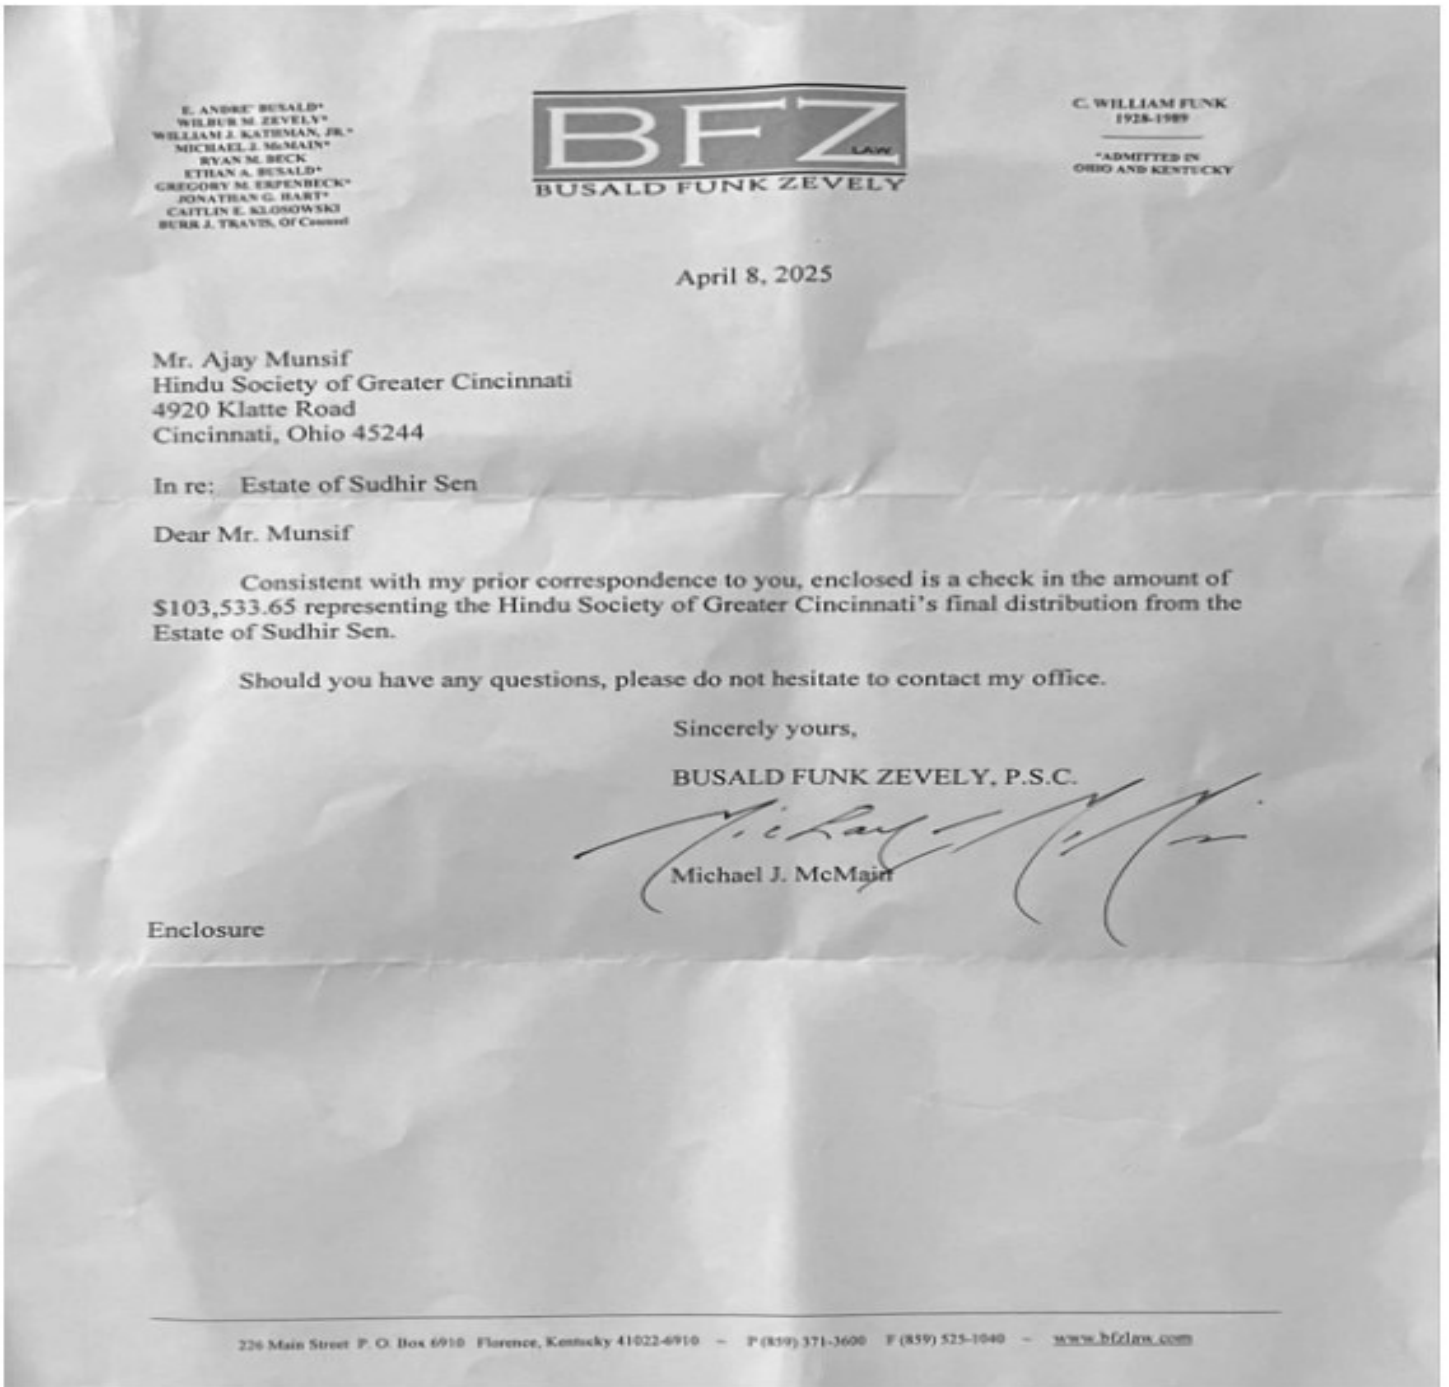 E. ANDRE' BUSALD*
WILBUR M. ZEVELY*
WILLIAM J. KATHMAN, JR.*
MICHAEL J. McMAIN*
RYAN M. BECK
ETHAN A. BUSALD*
GREGORY M. ERPENBECK*
JONATHAN G. HART*
CAITLIN E. KLOSOWSKI
BURR J. TRAVIS, Of Counsel
BFZ
LAW
BUSALD FUNK ZEVELY
C. WILLIAM FUNK
1928-1989
*ADMITTED IN
OHIO AND KENTUCKY
April 8, 2025
Mr. Ajay Munsif
Hindu Society of Greater Cincinnati
4920 Klatte Road
Cincinnati, Ohio 45244
In re: Estate of Sudhir Sen
Dear Mr. Munsif
Consistent with my prior correspondence to you, enclosed is a check in the amount of
$103,533.65 representing the Hindu Society of Greater Cincinnati's final distribution from the
Estate of Sudhir Sen.
Should you have any questions, please do not hesitate to contact my office.
Sincerely yours,
BUSALD FUNK ZEVELY, P.S.C.
Michael J. McMain
Enclosure
226 Main Street P. O. Box 6910 Florence, Kentucky 41022-6910 ~ P (859) 371-3600 F (859) 525-1040 ~ www.bfzlaw.com